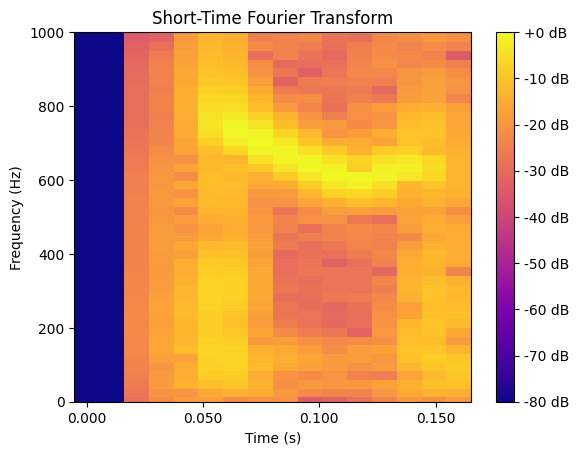 Short-Time Fourier Transform
Frequency (Hz)
1000
800
600
400
200
0
0.000
0.050
0.100
0.150
Time (s)
+0 dB
-10 dB
-20 dB
-30 dB
-40 dB
-50 dB
-60 dB
-70 dB
-80 dB